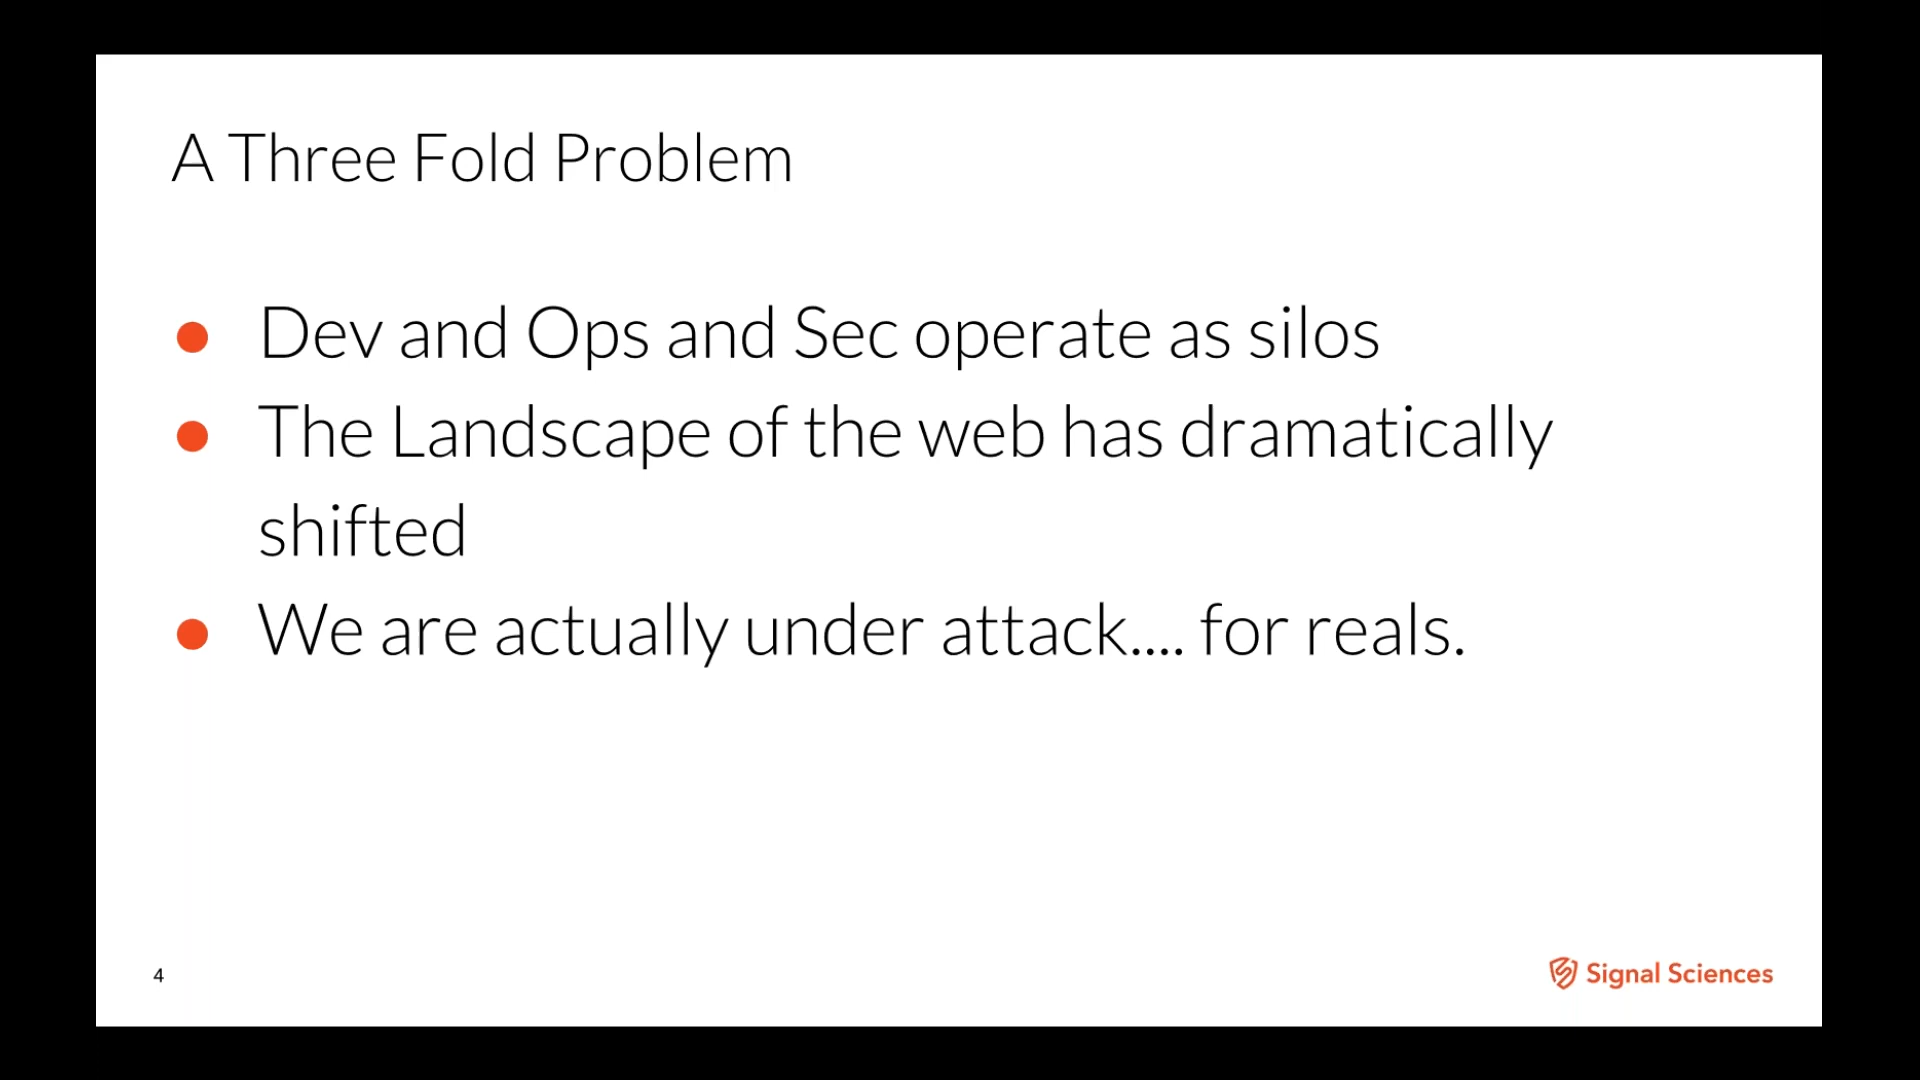 A Three Fold Problem
● Dev and Ops and Sec operate as silos
● The Landscape of the web has dramatically
shifted
● We are actually under attack.... for reals.
4
Signal Sciences